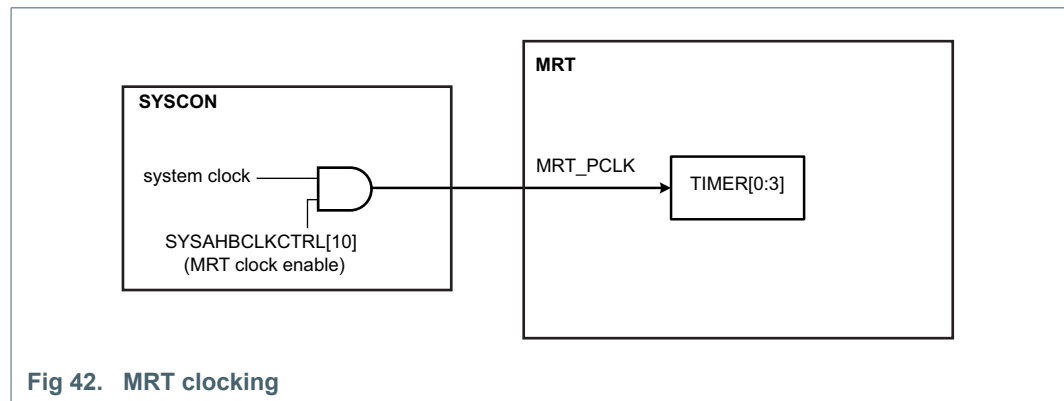 MRT
SYSCON
MRT_PCLK
system clock
TIMER[0:3]
SYSAHBCLKCTRL[10]
(MRT clock enable)
Fig 42. MRT clocking